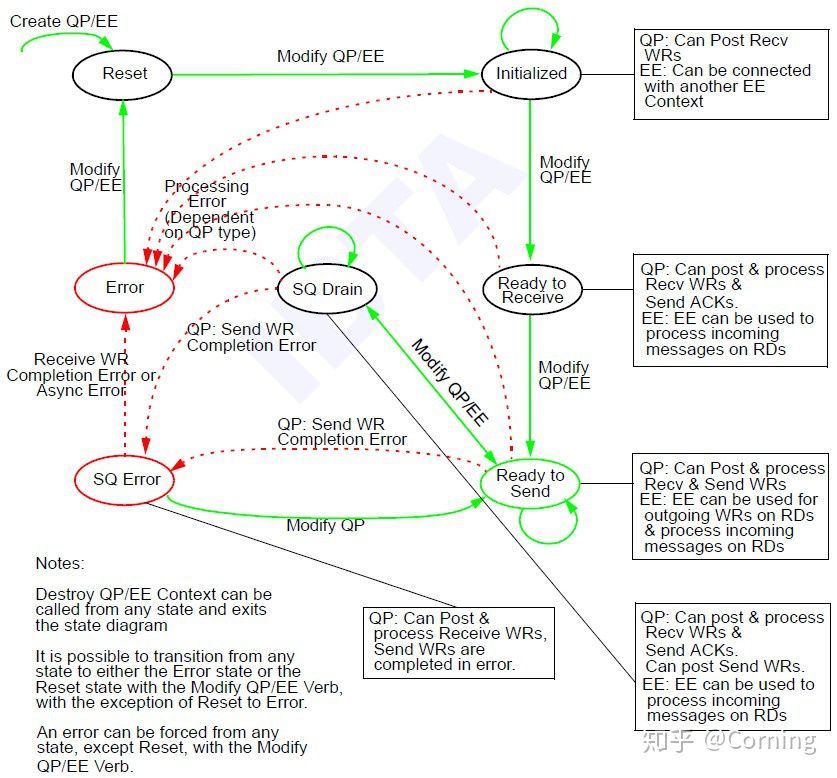 Create QP/EE
Reset
Modify QP/EE
Initialized
QP: Can Post Recv
WRs
EE: Can be connected
with another EE
Context
Modify
QP/EE
Processing
Error
(Dependent
on QP type)
Modify
QP/EE
IBTA
Error
SQ Drain
Ready to
Receive
QP: Can post & process
Recv WRs &
Send ACKs.
EE: EE can be used to
process incoming
messages on RDs
QP: Send WR
Completion Error
Receive WR
Completion Error or
Async Error
Modify QP/EE
Modify
QP/EE
QP: Send WR
Completion Error
SQ Error
Ready to
Send
QP: Can Post & process
Recv & Send WRs
EE: EE can be used for
outgoing WRs on RDs
& process incoming
messages on RDs
Modify QP
Notes:
Destroy QP/EE Context can be
called from any state and exits
the state diagram
It is possible to transition from any
state to either the Error state or the
Reset state with the Modify QP/EE Verb,
with the exception of Reset to Error.
An error can be forced from any
state, except Reset, with the Modify
QP/EE Verb.
QP: Can Post &
process Receive WRs,
Send WRs are
completed in error.
QP: Can post & process
Recv WRs &
Send ACKs.
Can post Send WRs.
EE: EE can be used to
process incoming
messages on RDs
知乎 @Corning